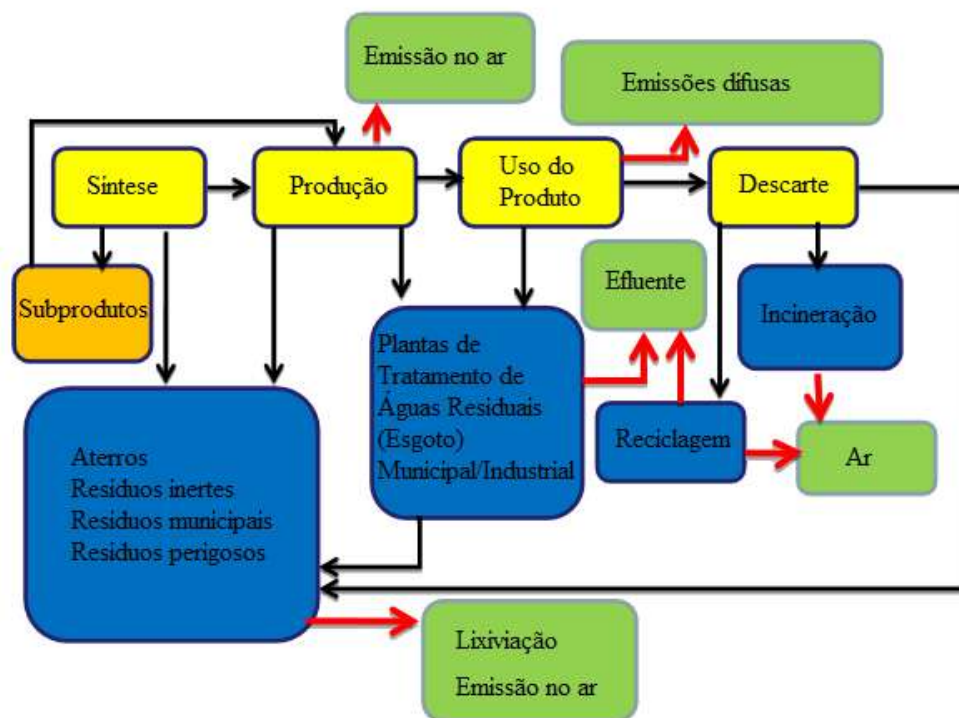 Emissão no ar
Emissões difusas
Síntese
Produção
Uso do
Produto
Descarte
Subprodutos
Efluente
Incineração
Plantas de
Tratamento de
Águas Residuais
(Esgoto)
Municipal/Industrial
Reciclagem
Ar
Aterros
Resíduos inertes
Resíduos municipais
Resíduos perigosos
Lixiviação
Emissão no ar